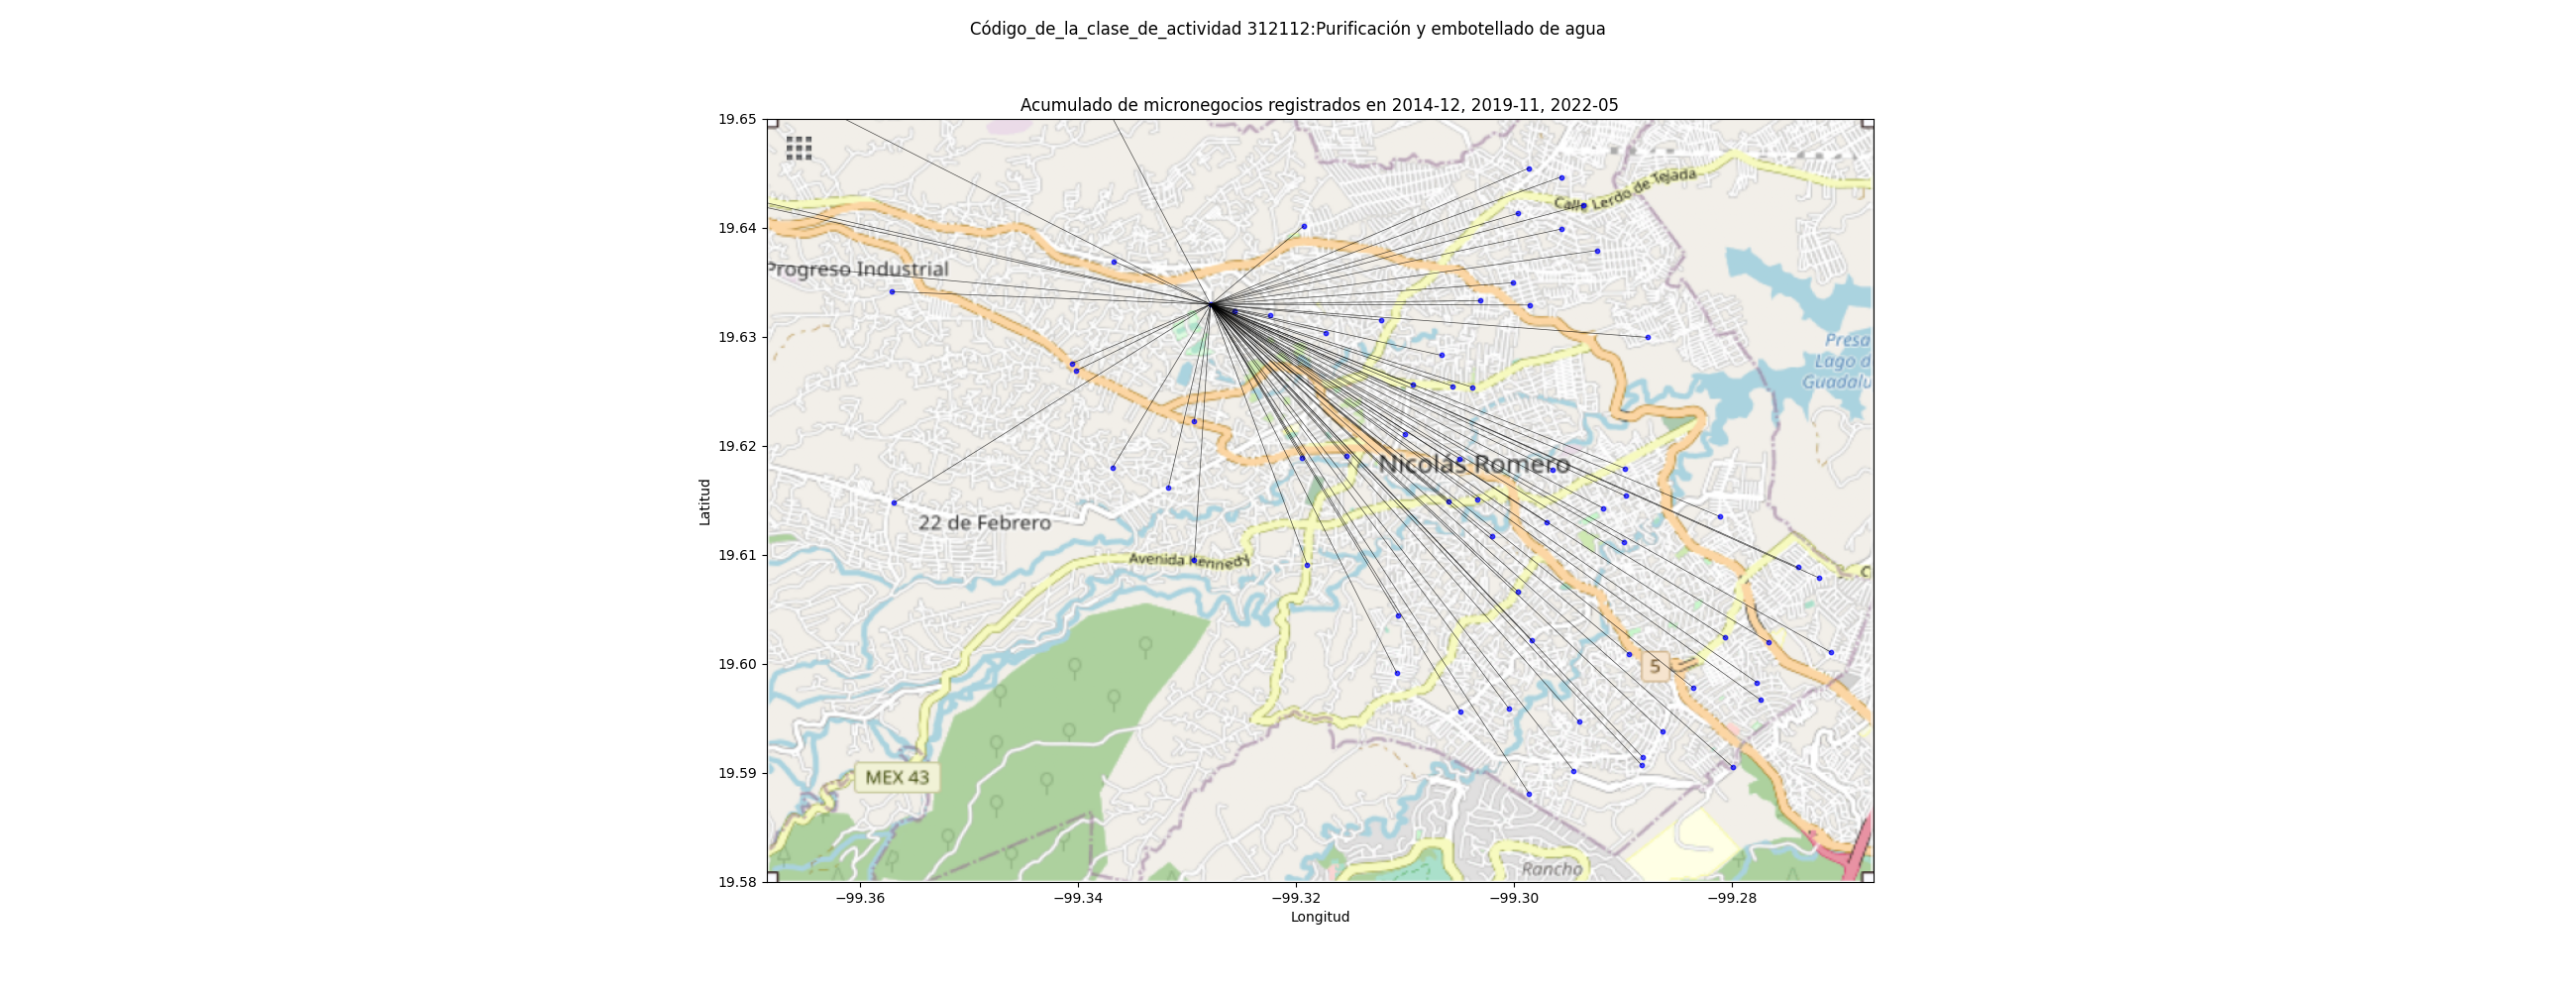 Código_de_la_clase_de_actividad 312112:Purificación y embotellado de agua
Acumulado de micronegocios registrados en 2014-12, 2019-11, 2022-05
19.65
19.64
19.63
19.62
19.61
19.60
19.59
19.58
Latitud
Calle Lerdo de Tejada
Progreso Industrial
Presa
Lago d
Guadalu
Nicolás Romero
22 de Febrero
Avenida Kennedy
C
5
MEX 43
Rancho
−99.36
−99.34
−99.32
−99.30
−99.28
Longitud